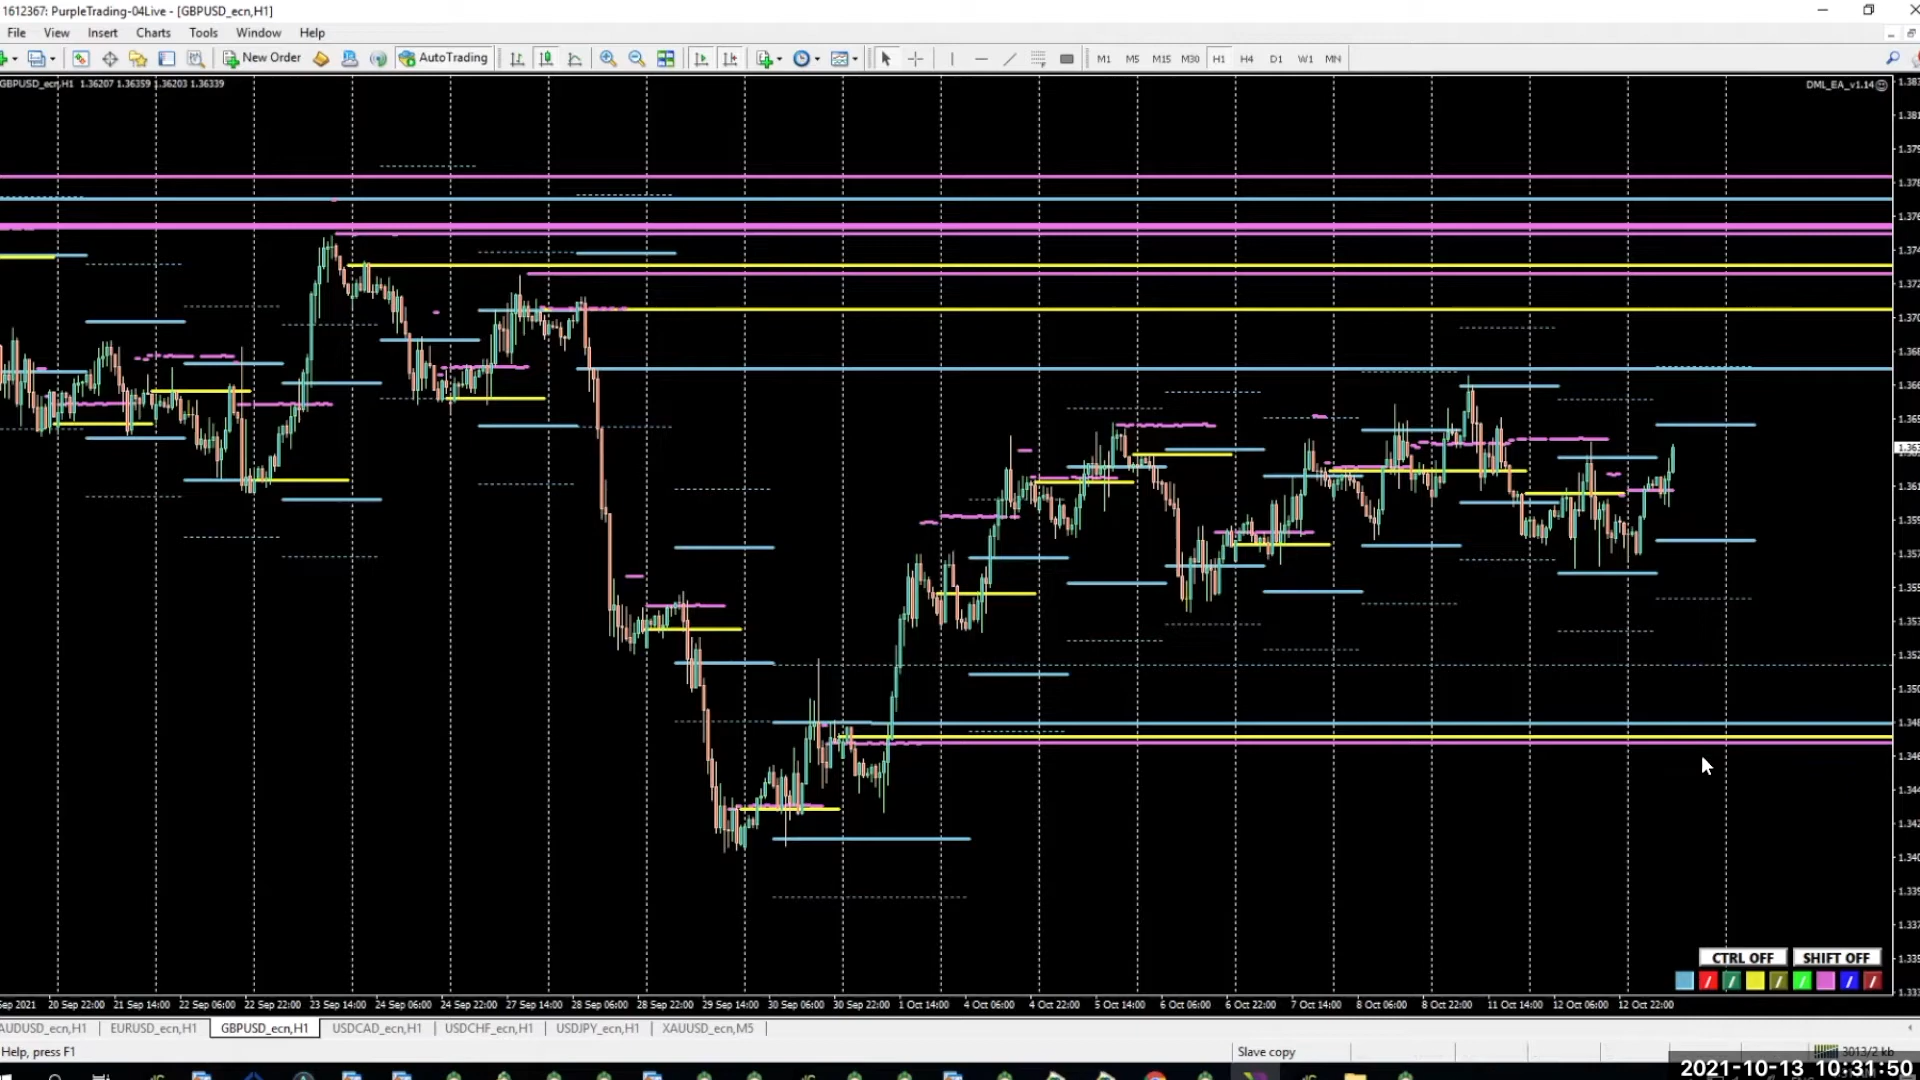 1612367: PurpleTrading-04Live - [GBPUSD_ecn,H1]
File View Insert Charts Tools Window Help
New Order AutoTrading M1 M5 M15 M30 H1 H4 D1 W1 MN
GBPUSD_ecn,H1 1.36207 1.36359 1.36203 1.36339
DML_EA_v1.14
CTRL OFF SHIFT OFF
Sep 2021 20 Sep 22:00 21 Sep 14:00 22 Sep 06:00 22 Sep 22:00 23 Sep 14:00 24 Sep 06:00 24 Sep 22:00 27 Sep 14:00 28 Sep 06:00 28 Sep 22:00 29 Sep 14:00 30 Sep 06:00 30 Sep 22:00 1 Oct 14:00 4 Oct 06:00 4 Oct 22:00 5 Oct 14:00 6 Oct 06:00 6 Oct 22:00 7 Oct 14:00 8 Oct 06:00 8 Oct 22:00 11 Oct 14:00 12 Oct 06:00 12 Oct 22:00
AUDUSD_ecn,H1 EURUSD_ecn,H1 GBPUSD_ecn,H1 USDCAD_ecn,H1 USDCHF_ecn,H1 USDJPY_ecn,H1 XAUUSD_ecn,M5
Help, press F1 Slave copy 3013/2 kb
2021-10-13 10:31:50